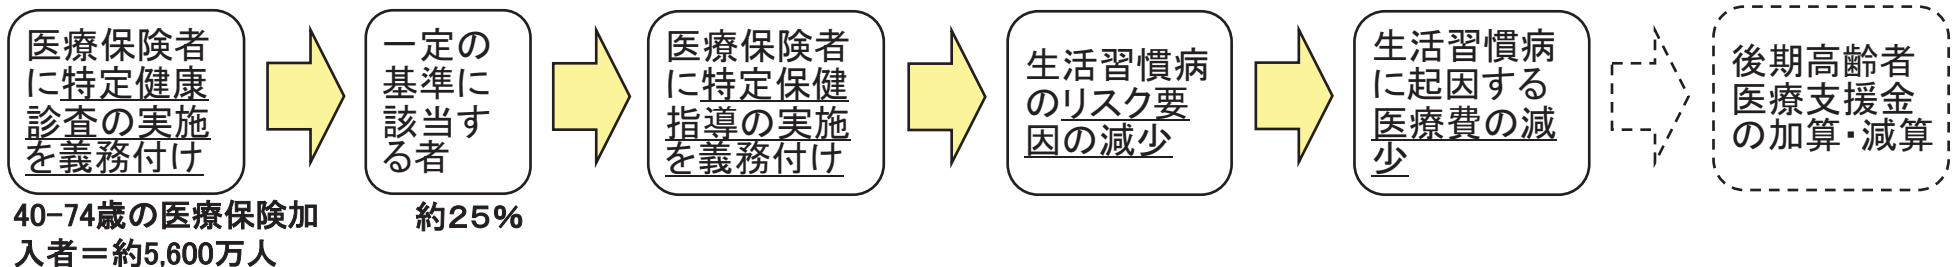 医療保険者
に特定健康
診査の実施
を義務付け
40-74歳の医療保険加
入者＝約5,600万人
一定の
基準に
該当す
る者
約２５％
医療保険者
に特定保健
指導の実施
を義務付け
生活習慣病
のリスク要
因の減少
生活習慣病
に起因する
医療費の減
少
後期高齢者
医療支援金
の加算・減算